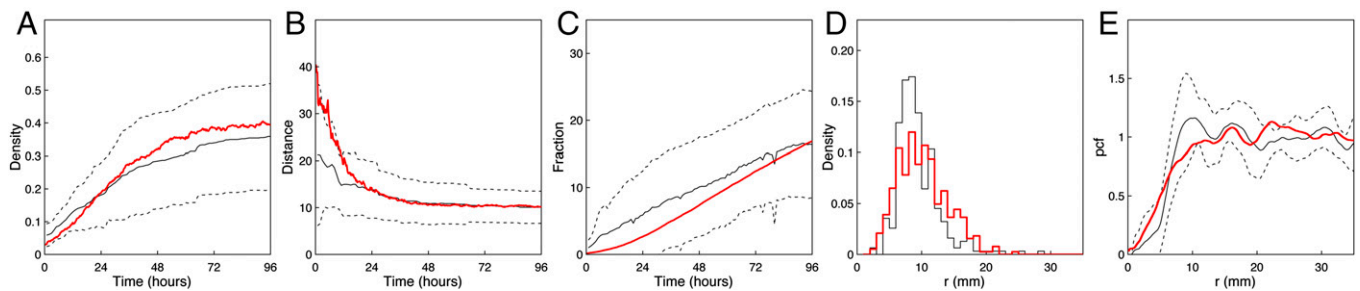 A
Density
0.6
0.5
0.4
0.3
0.2
0.1
0
0 24 48 72 96
Time (hours)
B
Distance
50
40
30
20
10
0
0 24 48 72 96
Time (hours)
C
Fraction
30
20
10
0
0 24 48 72 96
Time (hours)
D
Density
0.20
0.15
0.10
0.05
0
0 10 20 30
r (mm)
E
pcf
1.5
1
0.5
0
0 10 20 30
r (mm)